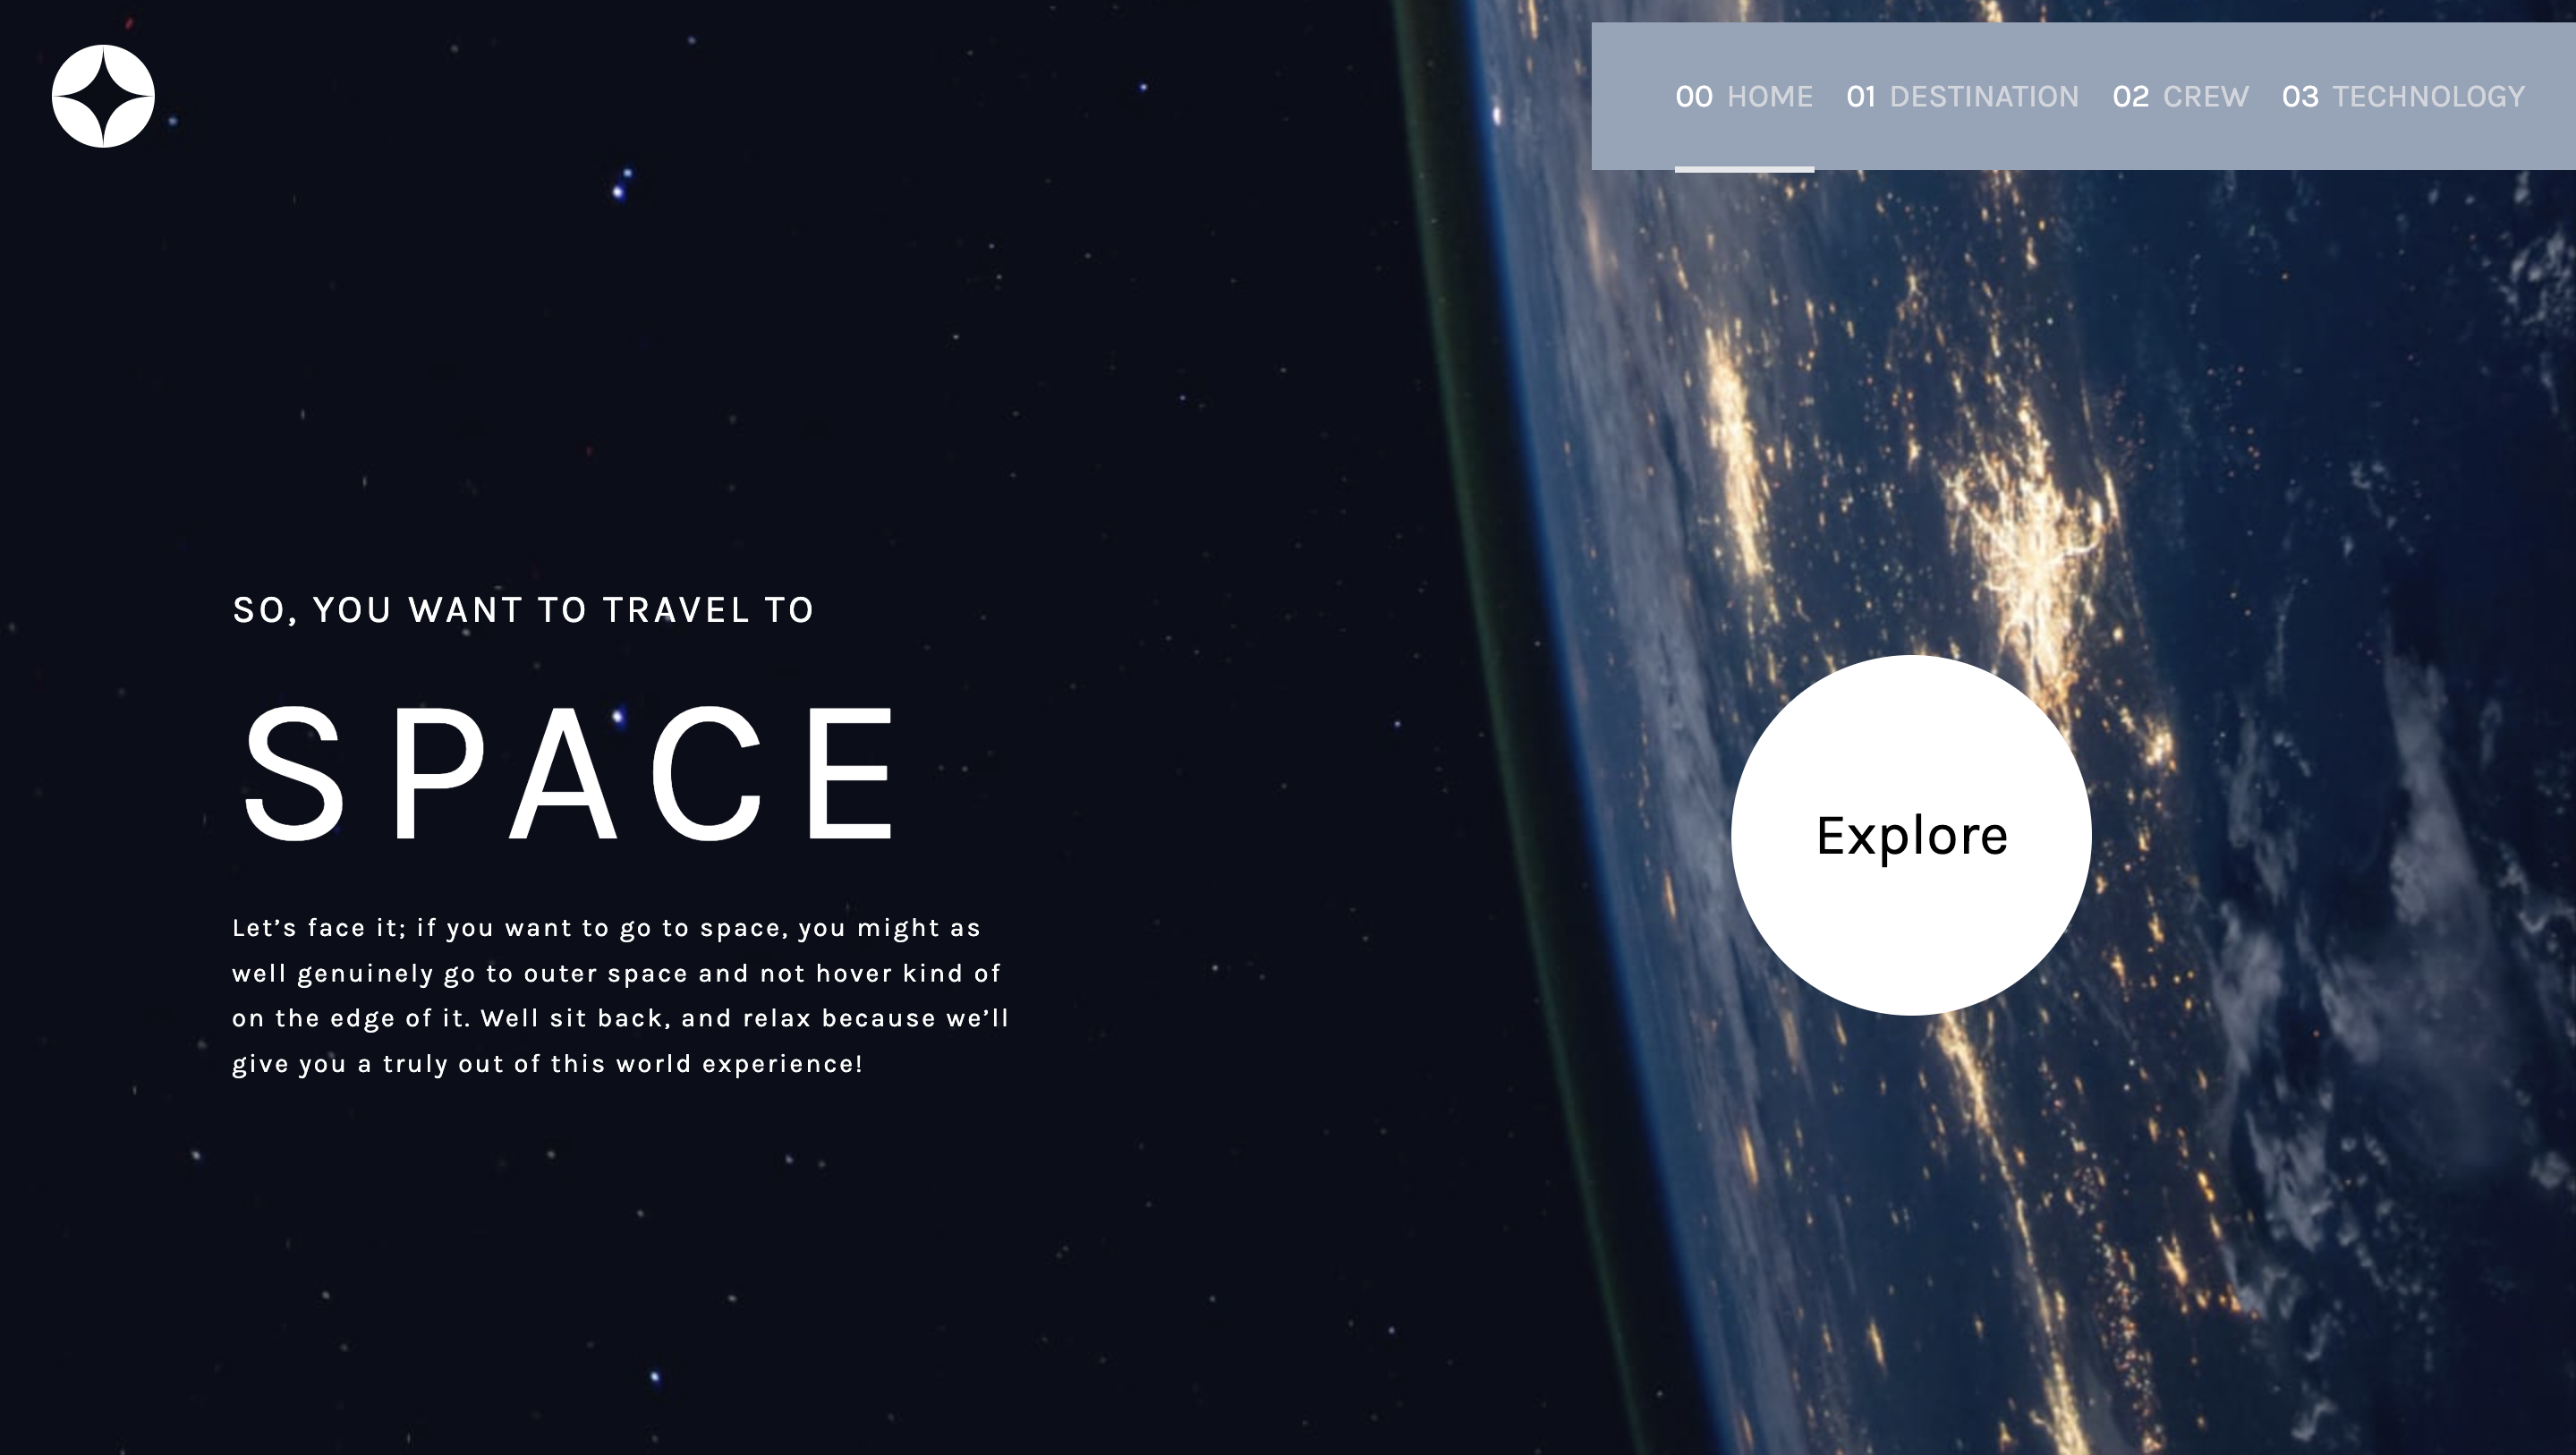 00 HOME 01 DESTINATION 02 CREW 03 TECHNOLOGY
SO, YOU WANT TO TRAVEL TO
SPACE
Let’s face it; if you want to go to space, you might as
well genuinely go to outer space and not hover kind of
on the edge of it. Well sit back, and relax because we’ll
give you a truly out of this world experience!
Explore